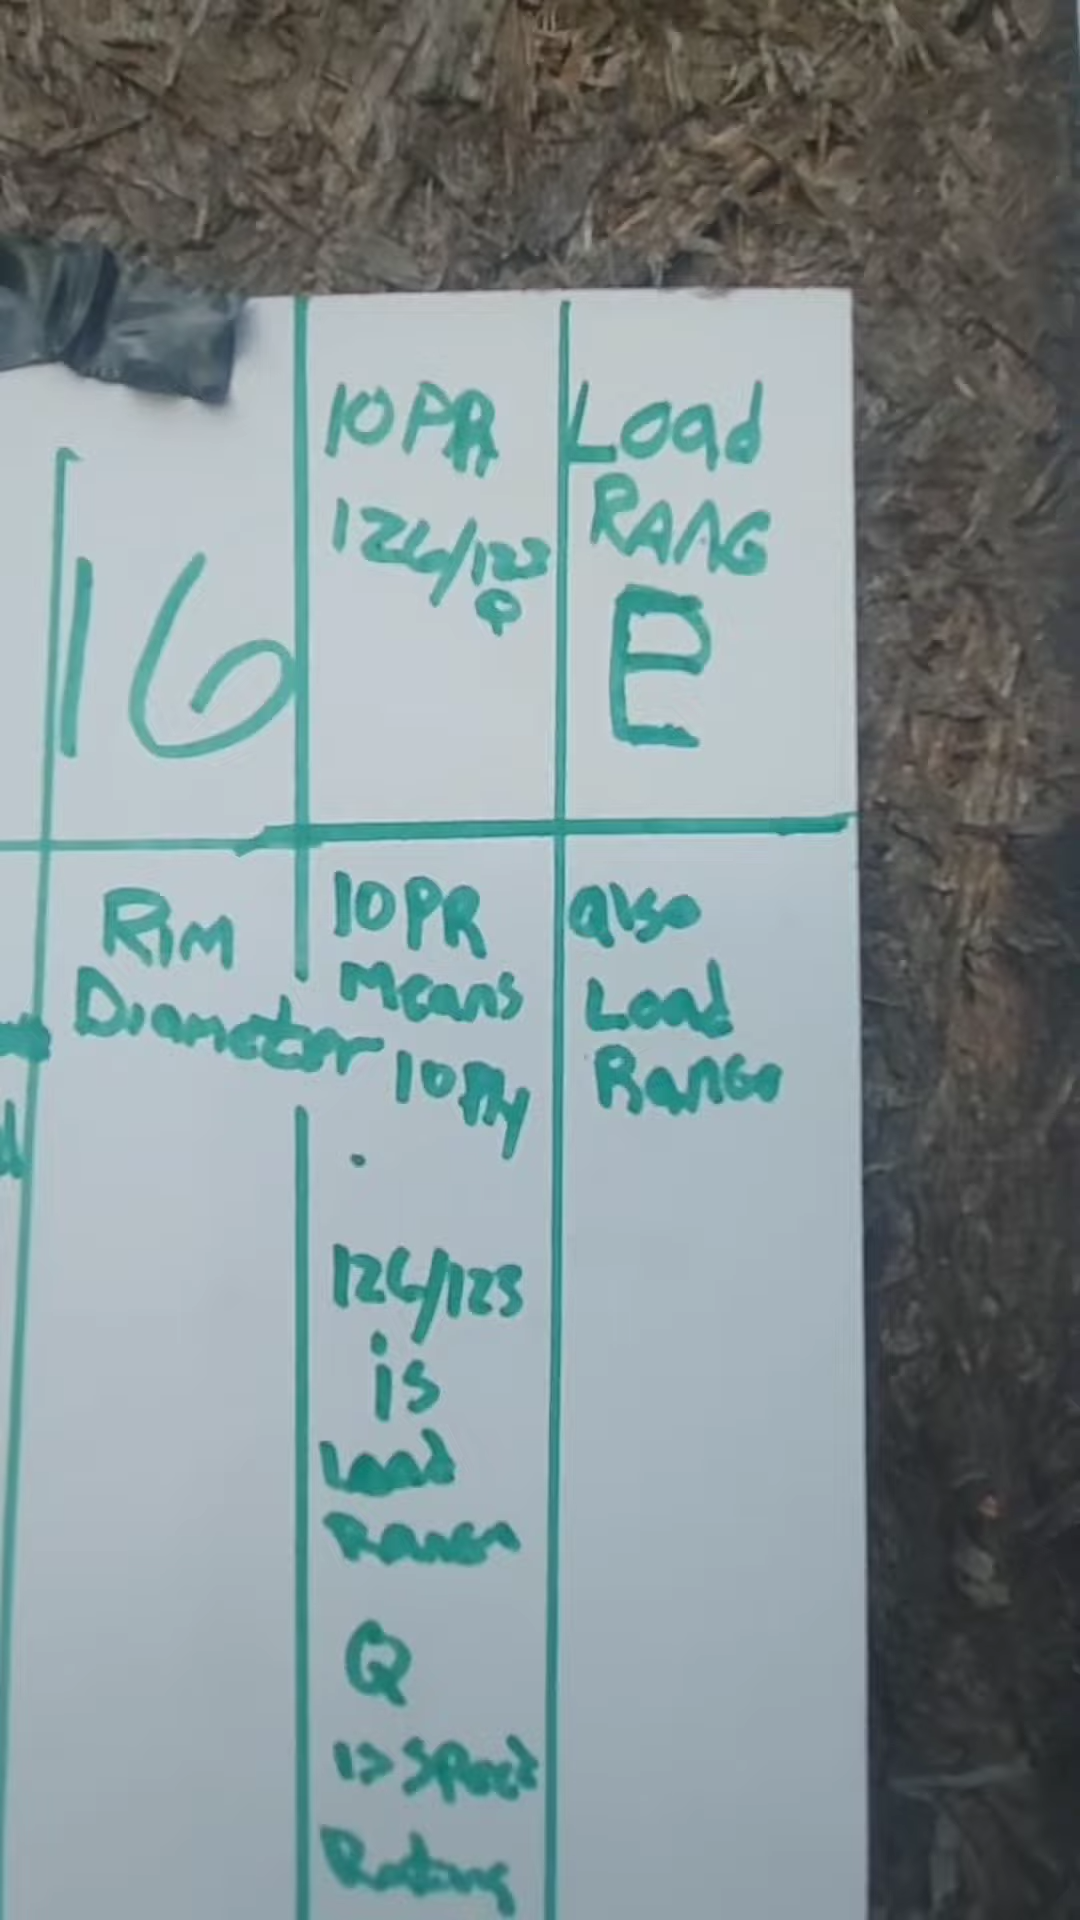 16
10PR
126/123
Q
Load
RANG
E
Rim
Diameter
10PR
Means
10Ply
126/123
is
Load
Range
Q
is Speed
Rating
also
Load
Range